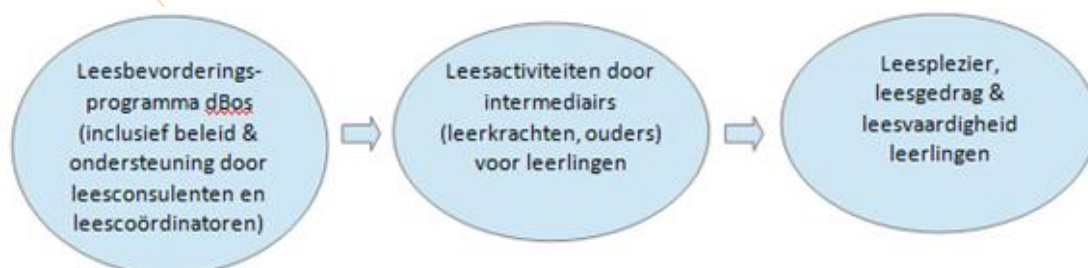 Leesbevorderings-
programma dBos
(inclusief beleid &
ondersteuning door
leesconsulenten en
leescoördinatoren)
Leesactiviteiten door
intermediairs
(leerkrachten, ouders)
voor leerlingen
Leesplezier,
leesgedrag &
leesvaardigheid
leerlingen